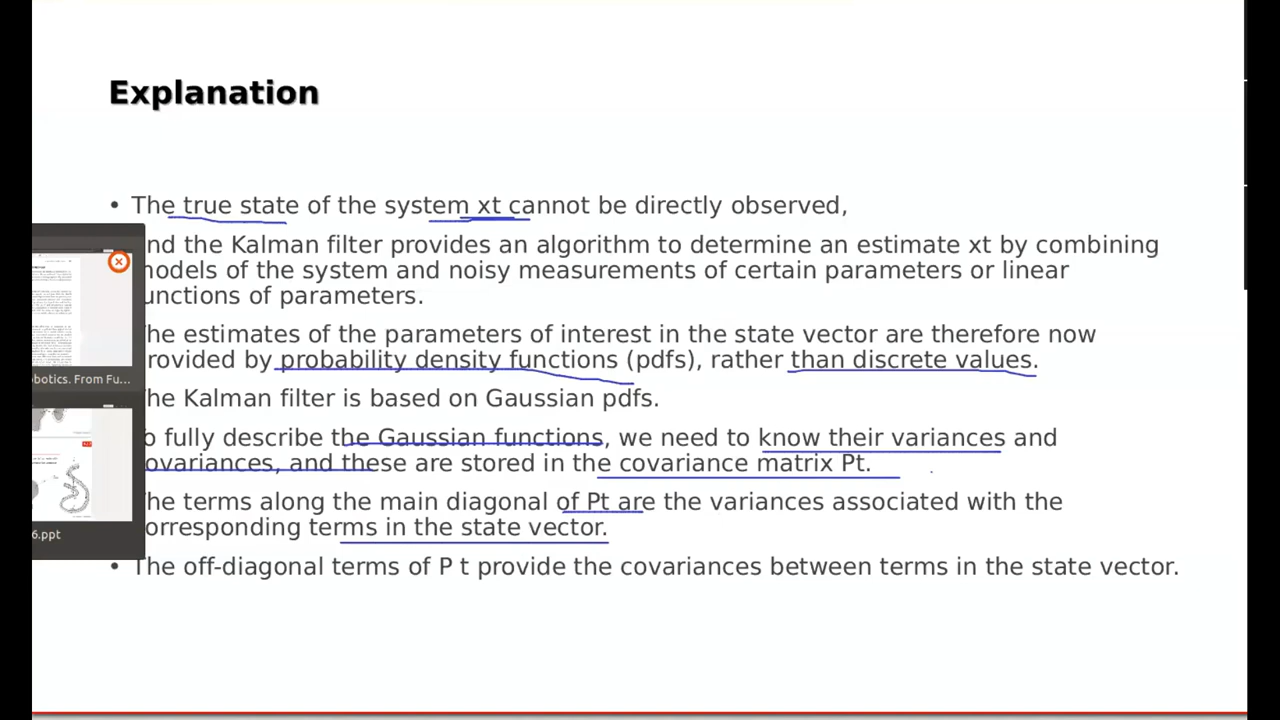 Explanation
• The true state of the system xt cannot be directly observed,
nd the Kalman filter provides an algorithm to determine an estimate xt by combining
nodels of the system and noisy measurements of certain parameters or linear
unctions of parameters.
he estimates of the parameters of interest in the state vector are therefore now
rovided by probability density functions (pdfs), rather than discrete values.
he Kalman filter is based on Gaussian pdfs.
o fully describe the Gaussian functions, we need to know their variances and
ovariances, and these are stored in the covariance matrix Pt.
he terms along the main diagonal of Pt are the variances associated with the
orresponding terms in the state vector.
• The off-diagonal terms of P t provide the covariances between terms in the state vector.
botics. From Fu...
6.ppt